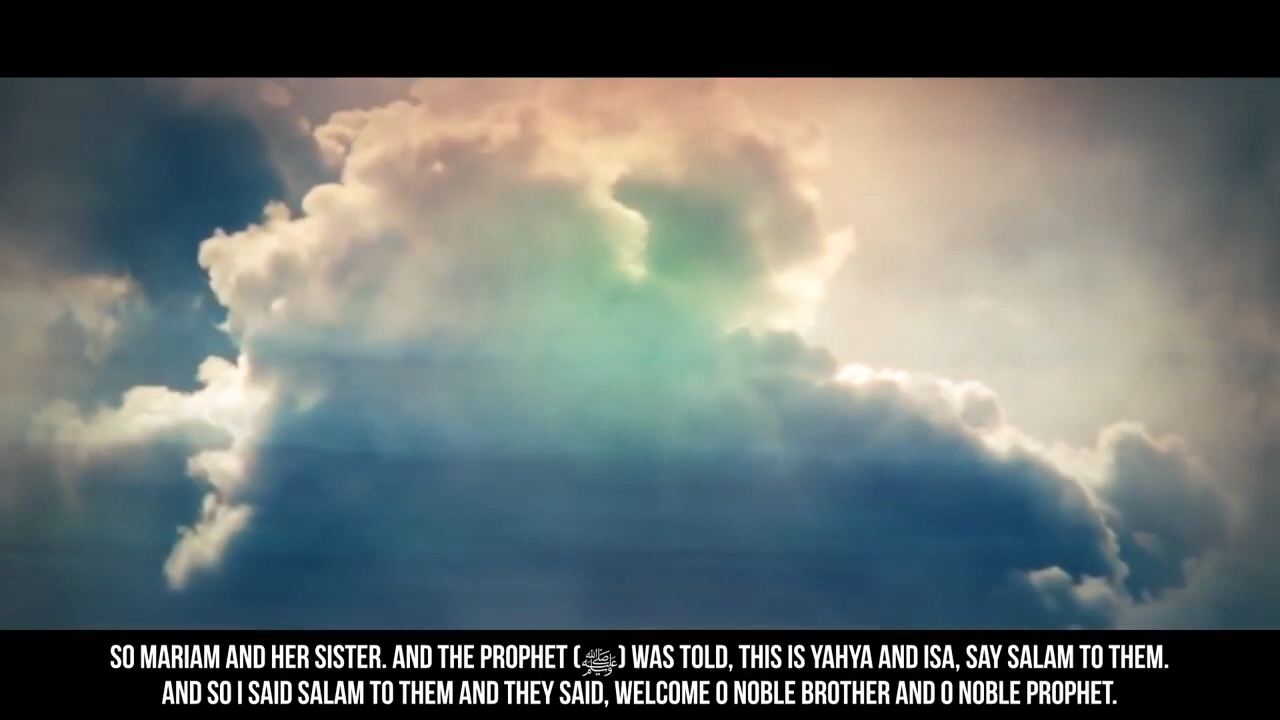 SO MARIAM AND HER SISTER. AND THE PROPHET (ﷺ) WAS TOLD, THIS IS YAHYA AND ISA, SAY SALAM TO THEM.
AND SO I SAID SALAM TO THEM AND THEY SAID, WELCOME O NOBLE BROTHER AND O NOBLE PROPHET.